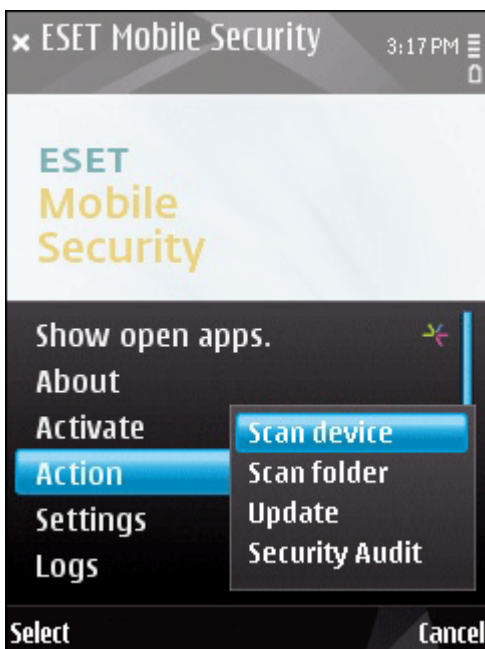 ESET Mobile Security
3:17 PM
ESET
Mobile
Security
Show open apps.
About
Activate
Action
Settings
Logs
Scan device
Scan folder
Update
Security Audit
Select
Cancel